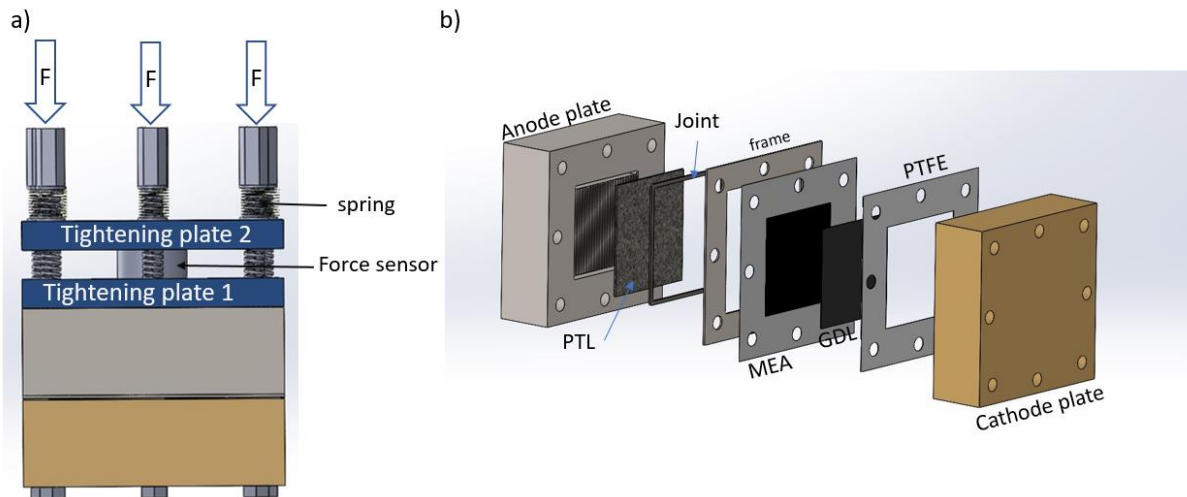 a)
F
F
F
spring
Tightening plate 2
Force sensor
Tightening plate 1
b)
Anode plate
Joint
frame
PTFE
PTL
MEA
GDL
Cathode plate